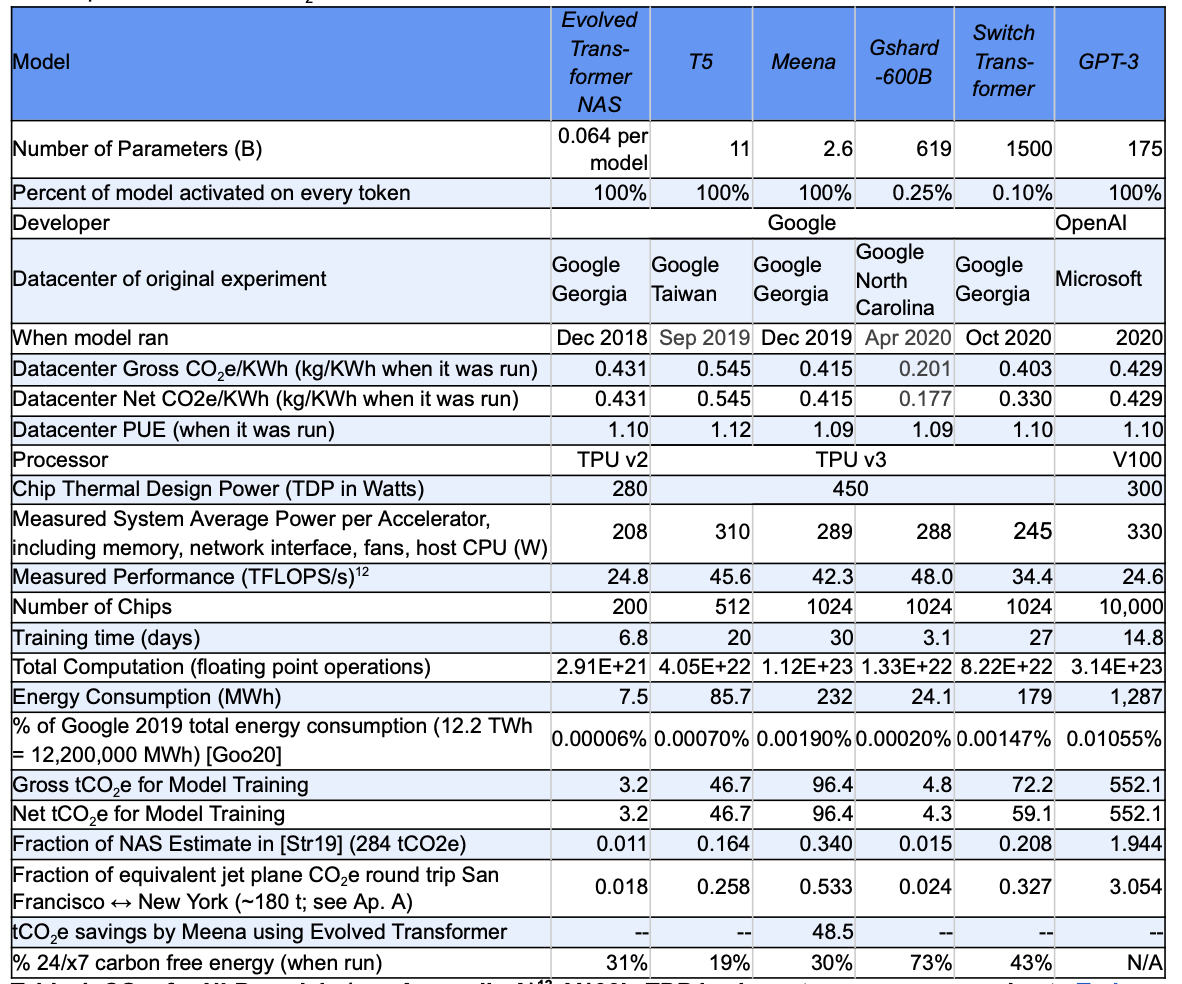 Model Evolved Trans-former NAS T5 Meena Gshard-600B Switch Trans-former GPT-3
Number of Parameters (B) 0.064 per model 11 2.6 619 1500 175
Percent of model activated on every token 100% 100% 100% 0.25% 0.10% 100%
Developer Google OpenAI
Datacenter of original experiment Google Georgia Google Taiwan Google Georgia Google North Carolina Google Georgia Microsoft
When model ran Dec 2018 Sep 2019 Dec 2019 Apr 2020 Oct 2020 2020
Datacenter Gross CO₂e/KWh (kg/KWh when it was run) 0.431 0.545 0.415 0.201 0.403 0.429
Datacenter Net CO2e/KWh (kg/KWh when it was run) 0.431 0.545 0.415 0.177 0.330 0.429
Datacenter PUE (when it was run) 1.10 1.12 1.09 1.09 1.10 1.10
Processor TPU v2 TPU v3 V100
Chip Thermal Design Power (TDP in Watts) 280 450 300
Measured System Average Power per Accelerator,
including memory, network interface, fans, host CPU (W) 208 310 289 288 245 330
Measured Performance (TFLOPS/s)¹² 24.8 45.6 42.3 48.0 34.4 24.6
Number of Chips 200 512 1024 1024 1024 10,000
Training time (days) 6.8 20 30 3.1 27 14.8
Total Computation (floating point operations) 2.91E+21 4.05E+22 1.12E+23 1.33E+22 8.22E+22 3.14E+23
Energy Consumption (MWh) 7.5 85.7 232 24.1 179 1,287
% of Google 2019 total energy consumption (12.2 TWh
= 12,200,000 MWh) [Goo20] 0.00006% 0.00070% 0.00190% 0.00020% 0.00147% 0.01055%
Gross tCO₂e for Model Training 3.2 46.7 96.4 4.8 72.2 552.1
Net tCO₂e for Model Training 3.2 46.7 96.4 4.3 59.1 552.1
Fraction of NAS Estimate in [Str19] (284 tCO2e) 0.011 0.164 0.340 0.015 0.208 1.944
Fraction of equivalent jet plane CO₂e round trip San
Francisco ↔ New York (~180 t; see Ap. A) 0.018 0.258 0.533 0.024 0.327 3.054
tCO₂e savings by Meena using Evolved Transformer -- -- 48.5 -- -- --
% 24/x7 carbon free energy (when run) 31% 19% 30% 73% 43% N/A